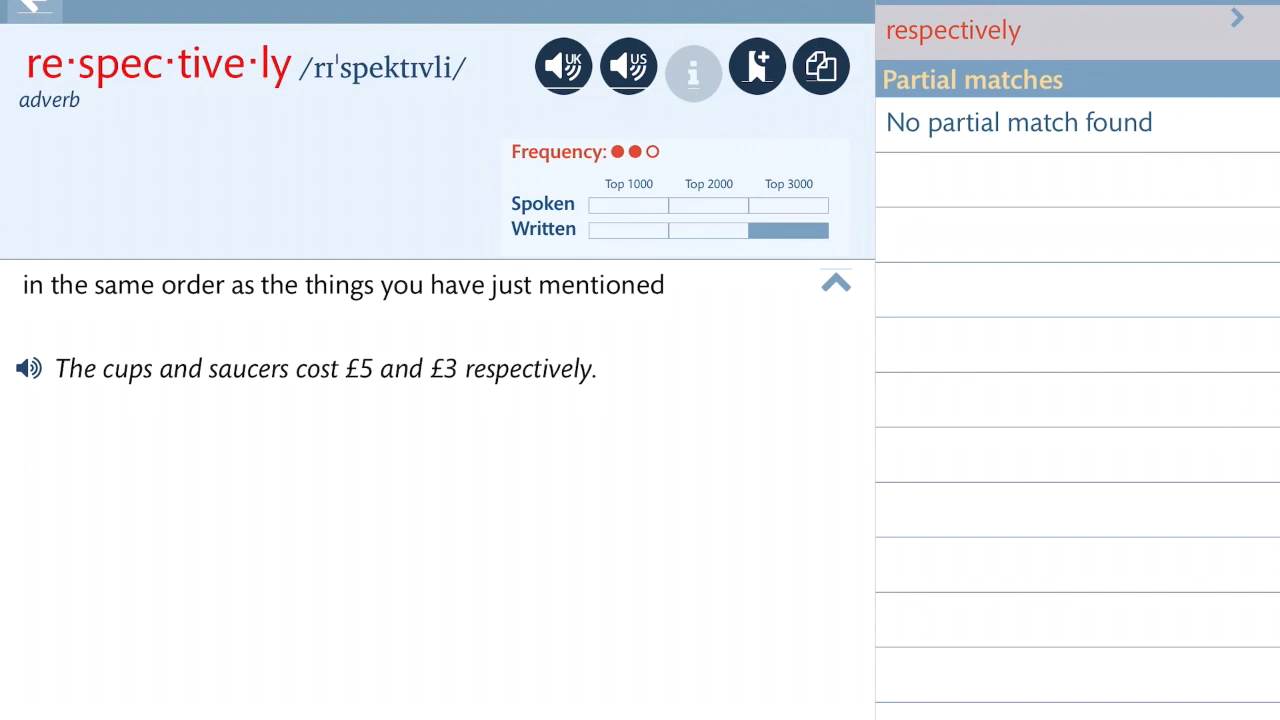 re·spec·tive·ly /rɪˈspektɪvli/
adverb
UK
US
i
Frequency:
Top 1000 Top 2000 Top 3000
Spoken
Written
in the same order as the things you have just mentioned
The cups and saucers cost £5 and £3 respectively.
respectively
Partial matches
No partial match found